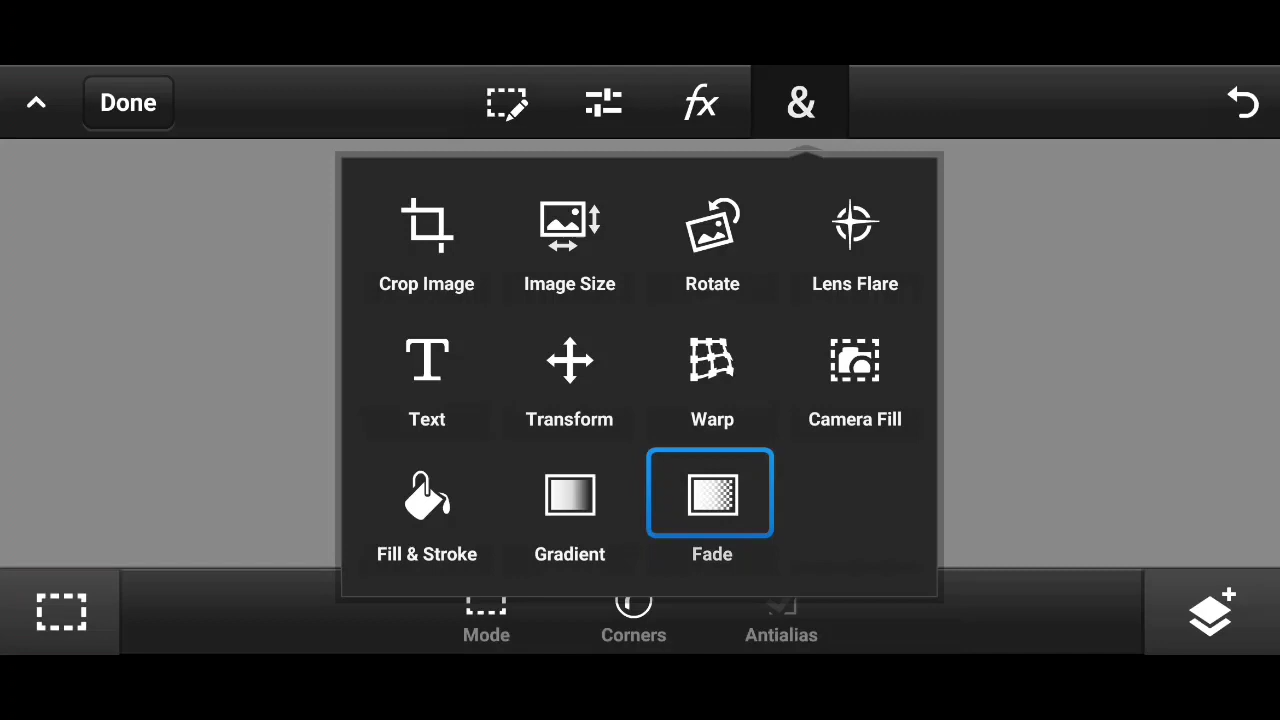 Done fx &
Crop Image Image Size Rotate Lens Flare
T
Text Transform Warp Camera Fill
Fill & Stroke Gradient Fade
Mode Corners Antialias